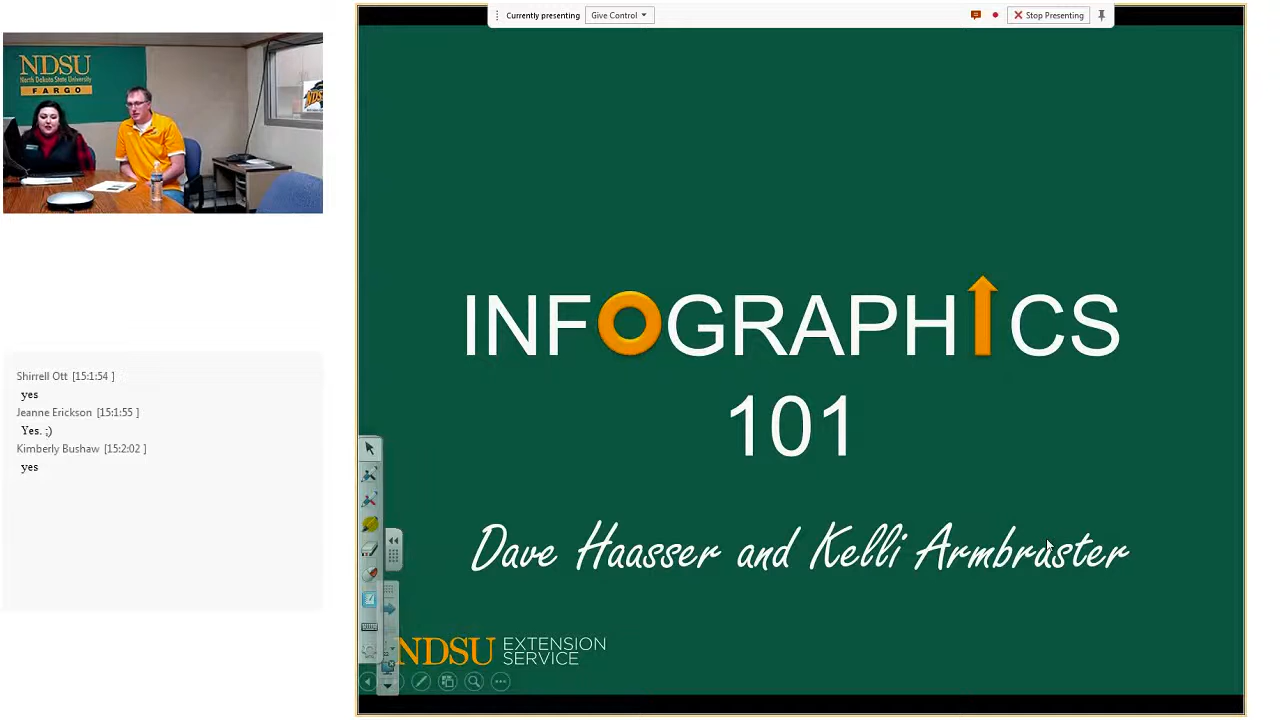 Currently presenting
Give Control
Stop Presenting
NDSU
North Dakota State University
FARGO
INFOGRAPHICS
101
Dave Haasser and Kelli Armbruster
NDSU EXTENSION
SERVICE
Shirrell Ott [15:1:54 ]
yes
Jeanne Erickson [15:1:55 ]
Yes. ;)
Kimberly Bushaw [15:2:02 ]
yes